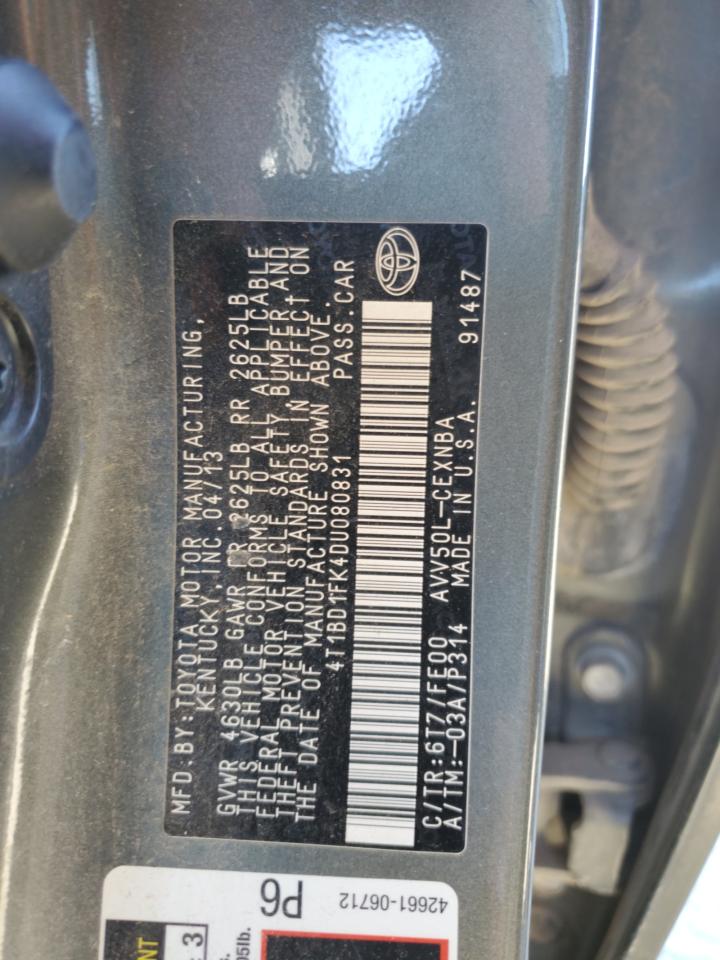 MFD.BY:TOYOTA MOTOR MANUFACTURING,
KENTUCKY, INC. 04/13
GVWR 4630LB GAWR FR 2625LB RR 2625LB
THIS VEHICLE CONFORMS TO ALL APPLICABLE
FEDERAL MOTOR VEHICLE SAFETY, BUMPER AND
THEFT PREVENTION STANDARDS IN EFFECT ON
THE DATE OF MANUFACTURE SHOWN ABOVE.
4T1BD1FK4DU080831 PASS.CAR
C/TR:6T7/FE00 AVV50L-CEXNBA
A/TM:-03A/P314 MADE IN U.S.A. 91487
P6
42661-06712
3